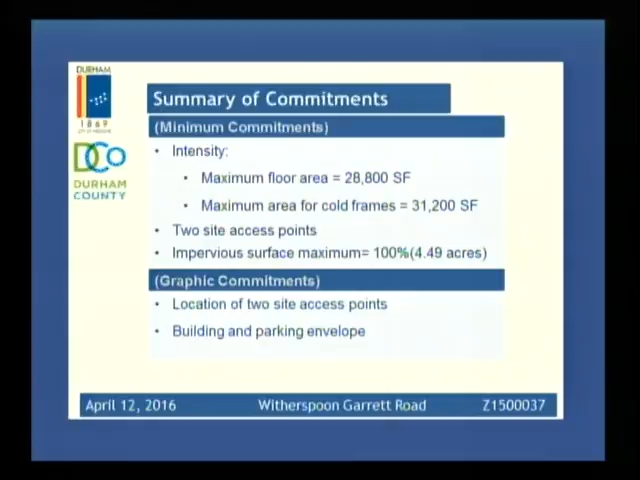 DURHAM
1869
DCO
DURHAM
COUNTY
Summary of Commitments
(Minimum Commitments)
• Intensity:
• Maximum floor area = 28,800 SF
• Maximum area for cold frames = 31,200 SF
• Two site access points
• Impervious surface maximum= 100%(4.49 acres)
(Graphic Commitments)
• Location of two site access points
• Building and parking envelope
April 12, 2016 Witherspoon Garrett Road Z1500037